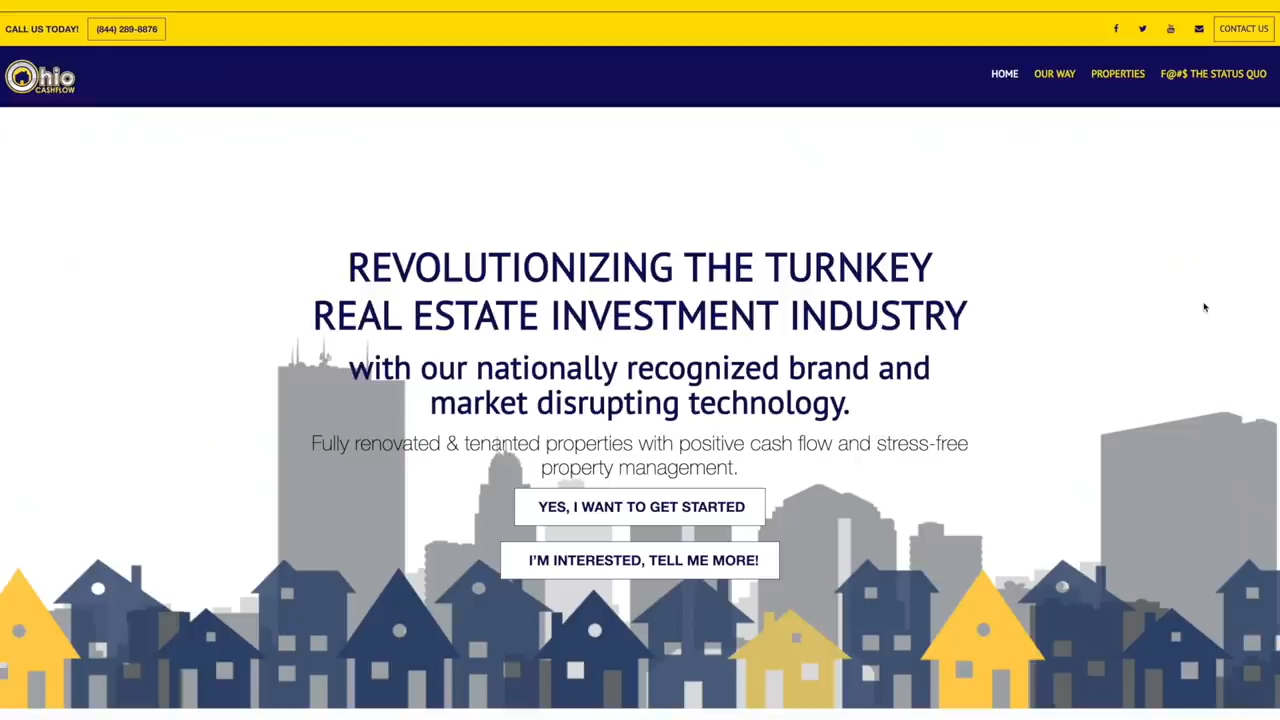 CALL US TODAY! (844) 289-8876 CONTACT US
Ohio
CASHFLOW
HOME OUR WAY PROPERTIES F@#$ THE STATUS QUO
REVOLUTIONIZING THE TURNKEY
REAL ESTATE INVESTMENT INDUSTRY
with our nationally recognized brand and
market disrupting technology.
Fully renovated & tenanted properties with positive cash flow and stress-free
property management.
YES, I WANT TO GET STARTED
I'M INTERESTED, TELL ME MORE!